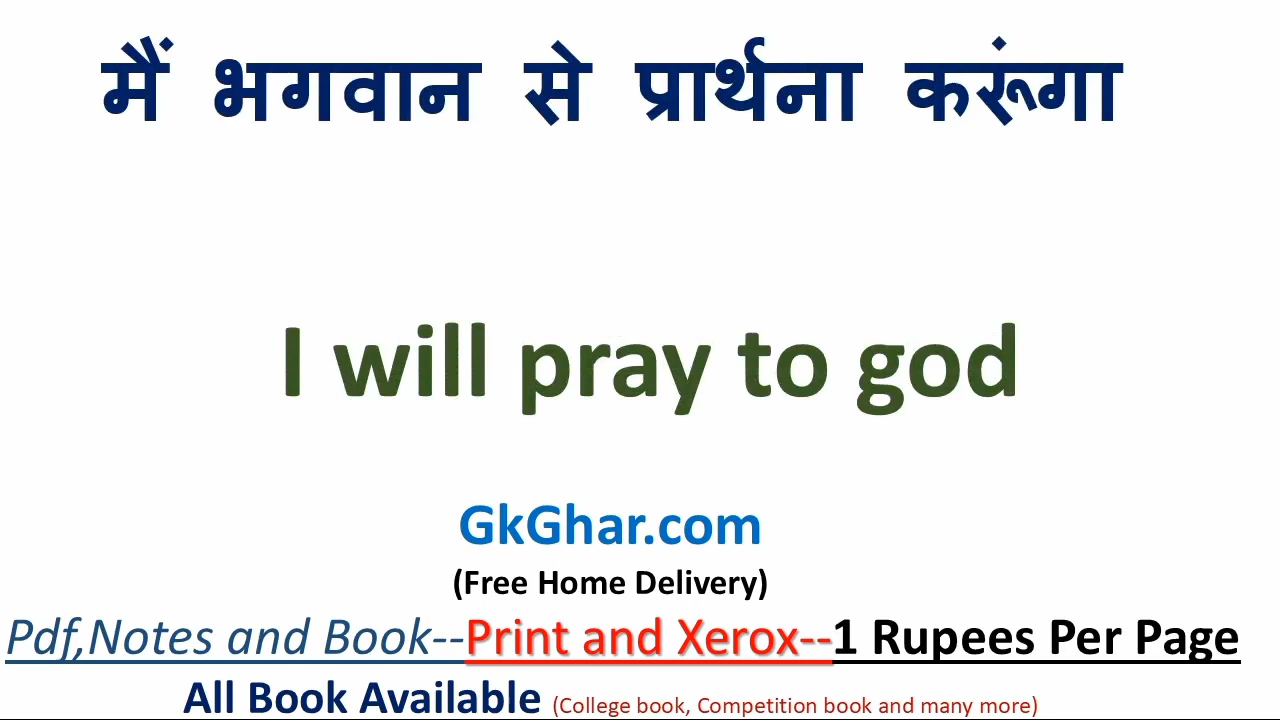 मैं भगवान से प्रार्थना करूंगा
I will pray to god
GkGhar.com
(Free Home Delivery)
Pdf,Notes and Book--Print and Xerox--1 Rupees Per Page
All Book Available (College book, Competition book and many more)